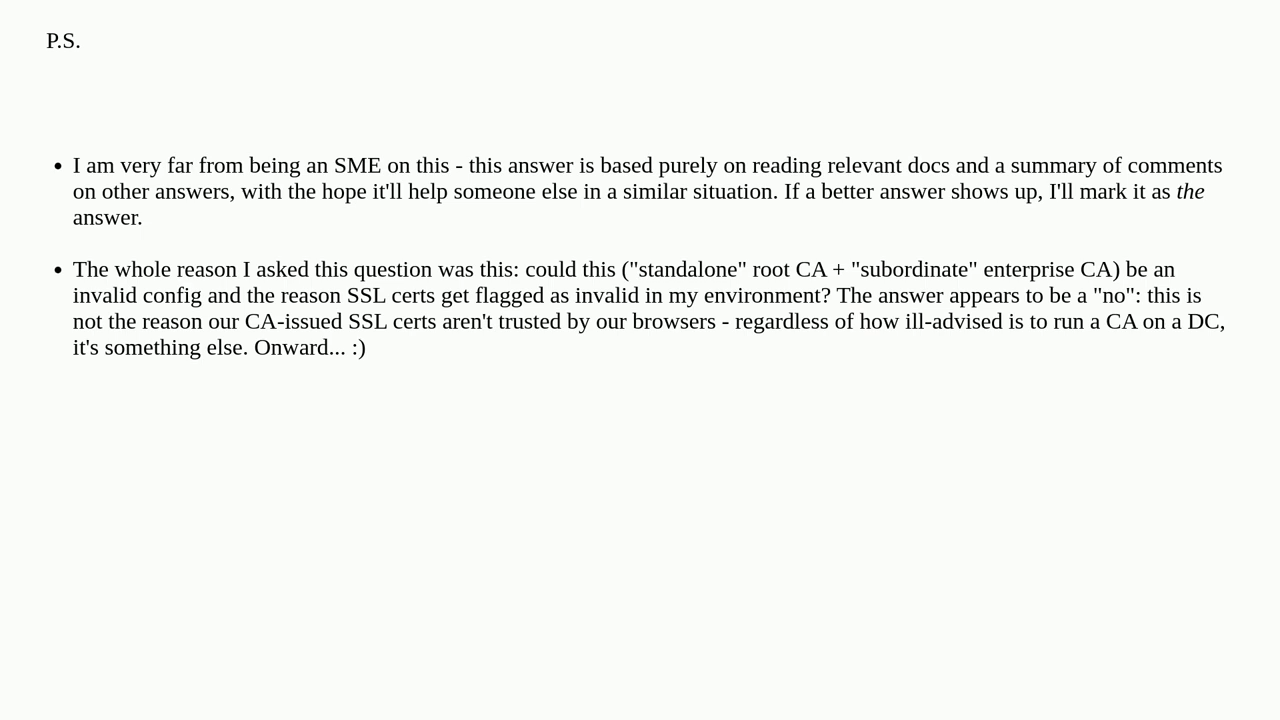 P.S.
• I am very far from being an SME on this - this answer is based purely on reading relevant docs and a summary of comments
on other answers, with the hope it'll help someone else in a similar situation. If a better answer shows up, I'll mark it as the
answer.
• The whole reason I asked this question was this: could this ("standalone" root CA + "subordinate" enterprise CA) be an
invalid config and the reason SSL certs get flagged as invalid in my environment? The answer appears to be a "no": this is
not the reason our CA-issued SSL certs aren't trusted by our browsers - regardless of how ill-advised is to run a CA on a DC,
it's something else. Onward... :)